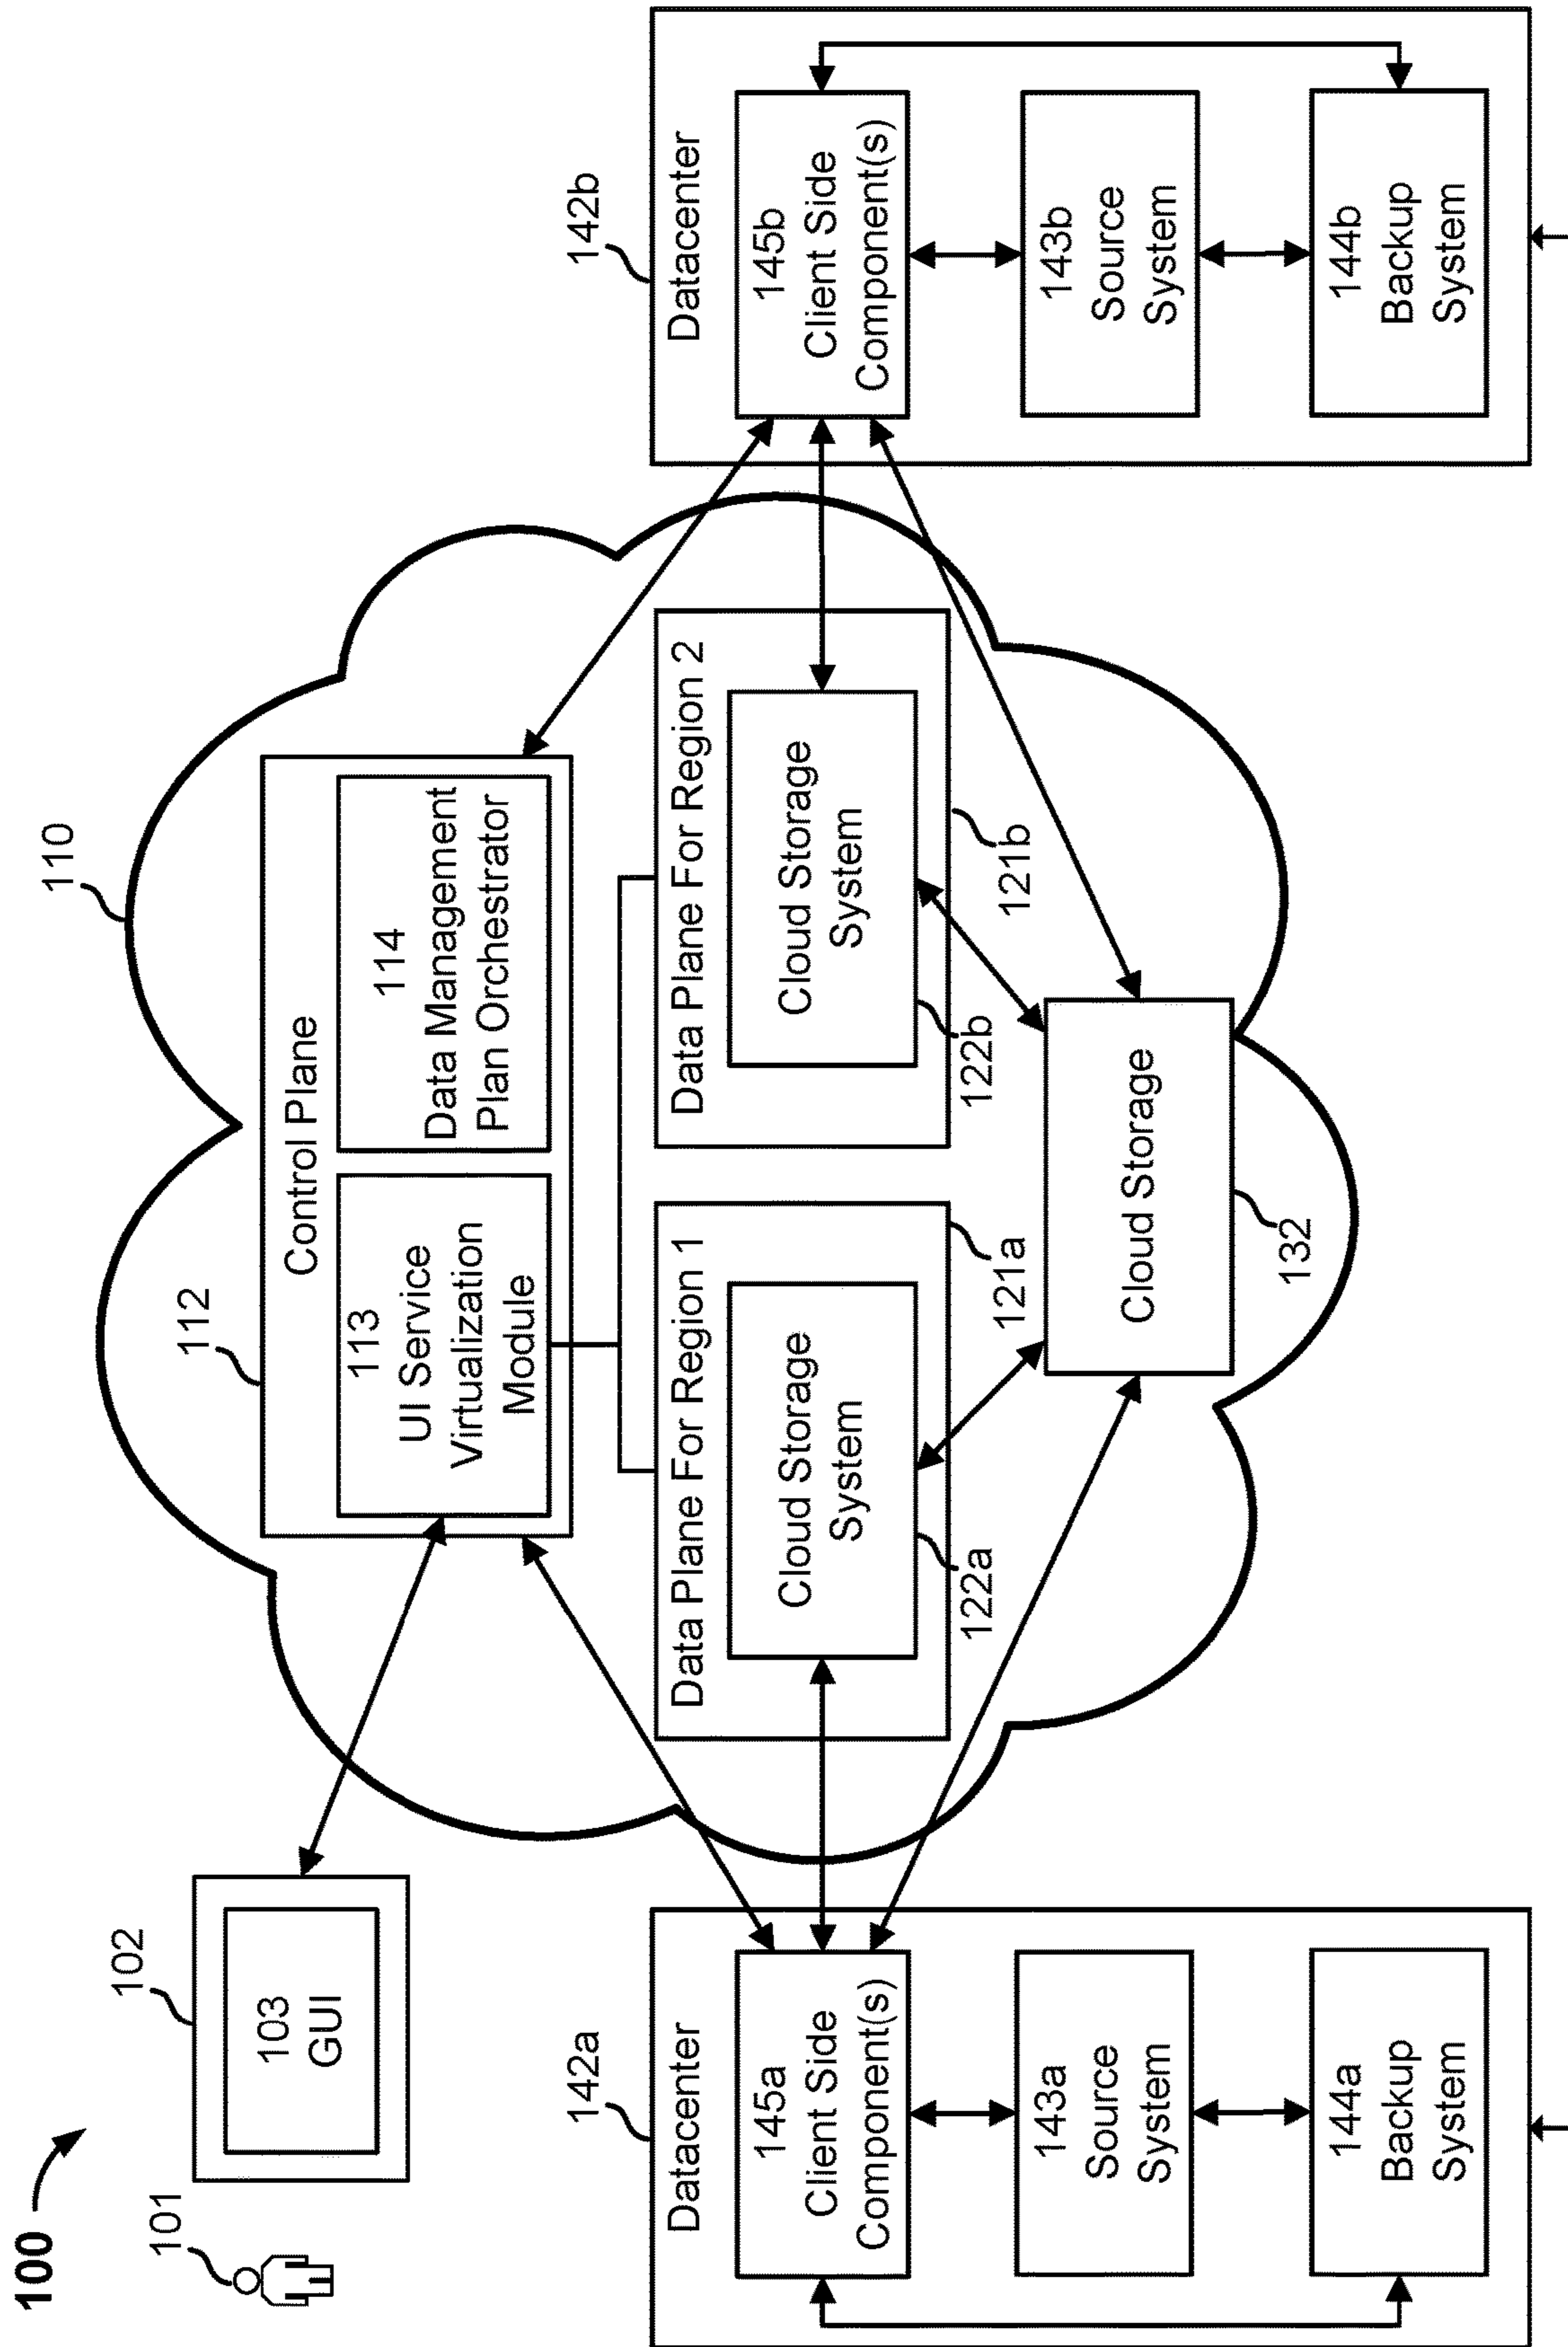 100
101
102
103
GUI
110
112
Control Plane
113
UI Service
Virtualization
Module
114
Data Management
Plan Orchestrator
Data Plane For Region 1
Cloud Storage
System
122a
121a
Data Plane For Region 2
Cloud Storage
System
122b
121b
Cloud Storage
132
142a
Datacenter
145a
Client Side
Component(s)
143a
Source
System
144a
Backup
System
142b
Datacenter
145b
Client Side
Component(s)
143b
Source
System
144b
Backup
System